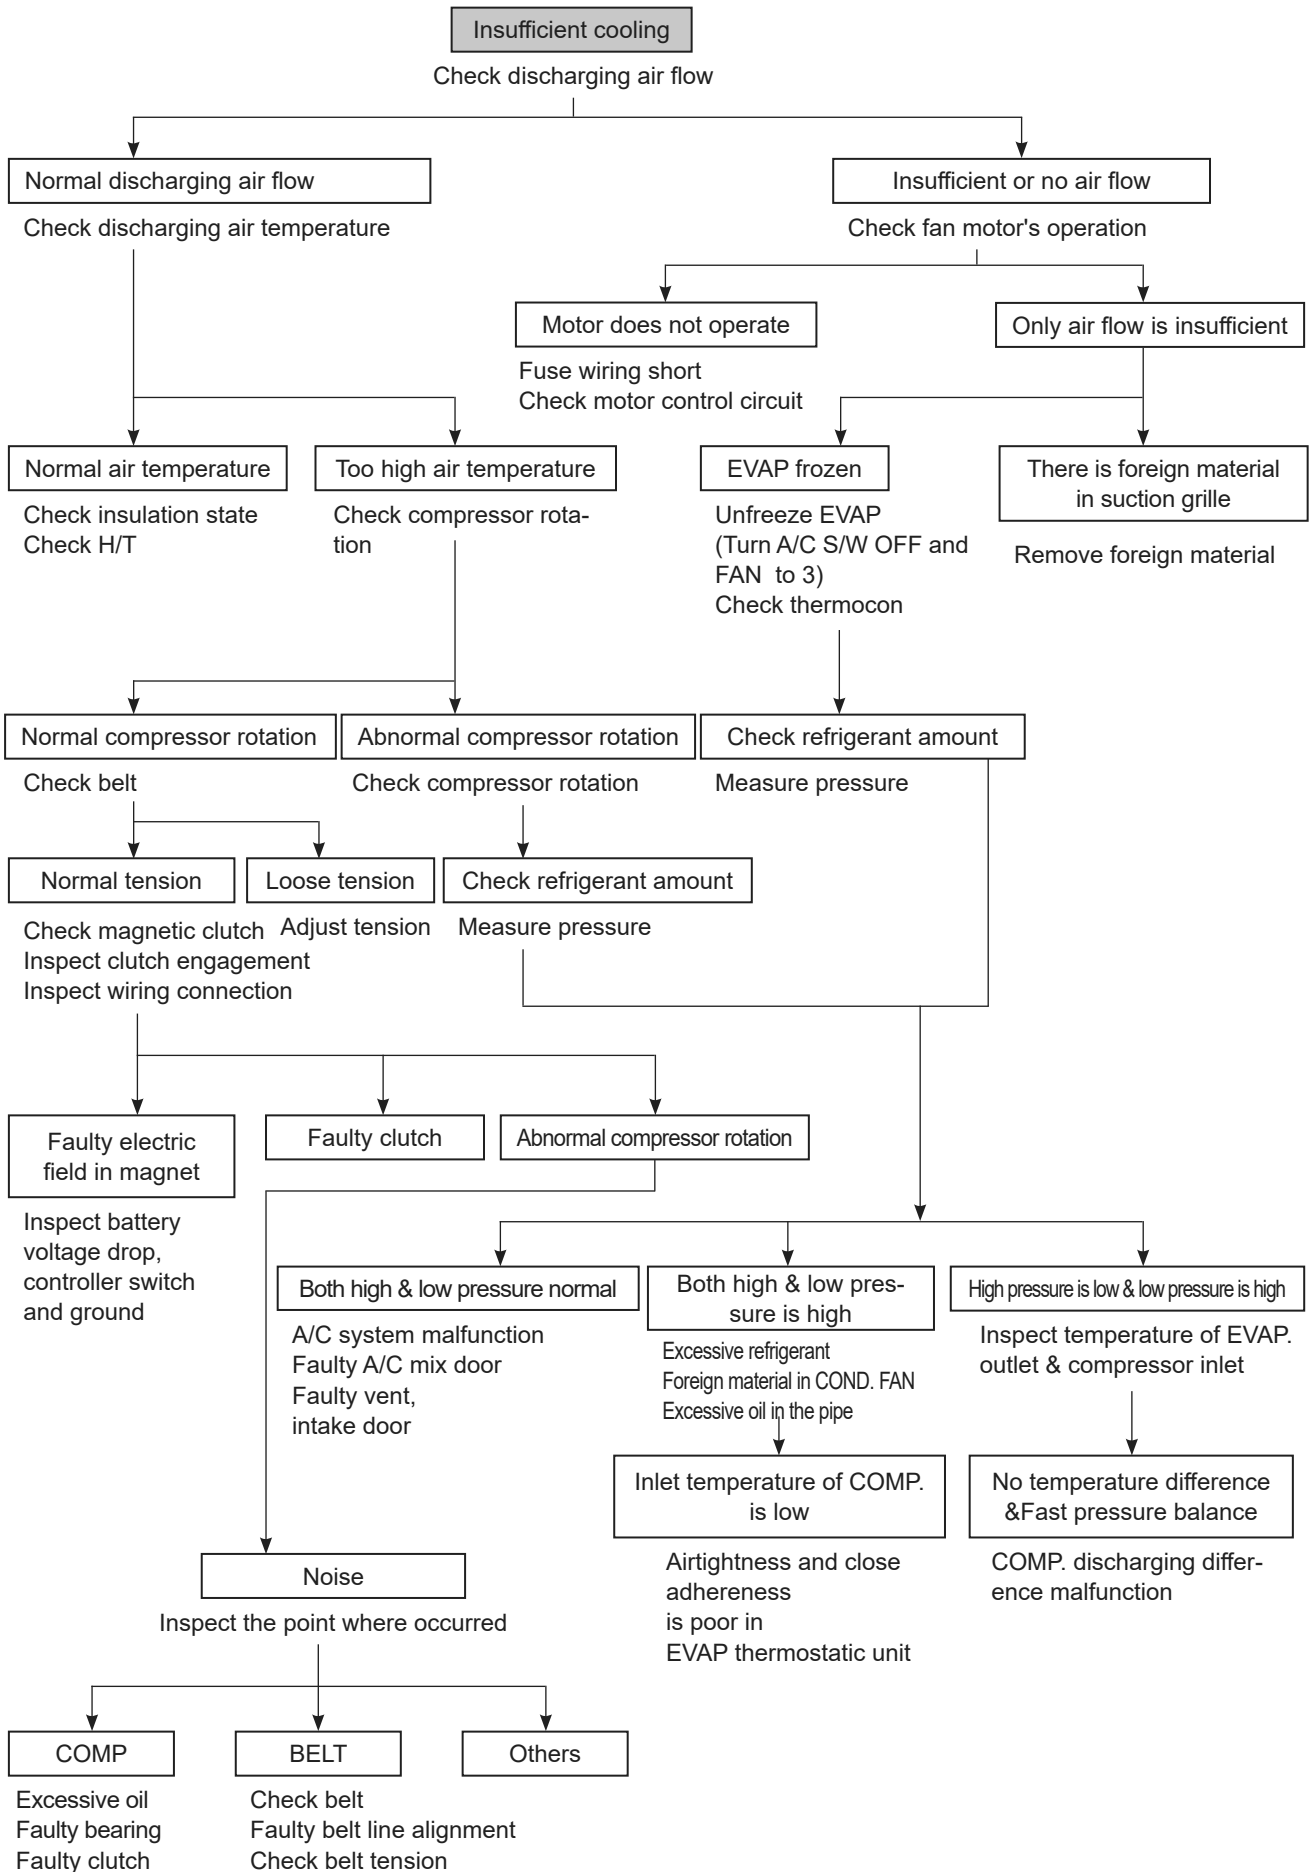 Insufficient cooling
Check discharging air flow
Normal discharging air flow
Insufficient or no air flow
Check discharging air temperature
Check fan motor's operation
Motor does not operate
Only air flow is insufficient
Fuse wiring short
Check motor control circuit
Normal air temperature
Too high air temperature
EVAP frozen
There is foreign material
in suction grille
Check insulation state
Check H/T
Check compressor rota-
tion
Unfreeze EVAP
(Turn A/C S/W OFF and
FAN  to 3)
Check thermocon
Remove foreign material
Normal compressor rotation
Abnormal compressor rotation
Check refrigerant amount
Check belt
Check compressor rotation
Measure pressure
Normal tension
Loose tension
Check refrigerant amount
Check magnetic clutch
Inspect clutch engagement
Inspect wiring connection
Adjust tension
Measure pressure
Faulty electric
field in magnet
Faulty clutch
Abnormal compressor rotation
Inspect battery
voltage drop,
controller switch
and ground
Both high & low pressure normal
Both high & low pres-
sure is high
High pressure is low & low pressure is high
A/C system malfunction
Faulty A/C mix door
Faulty vent,
intake door
Excessive refrigerant
Foreign material in COND. FAN
Excessive oil in the pipe
Inspect temperature of EVAP.
outlet & compressor inlet
Inlet temperature of COMP.
is low
No temperature difference
&Fast pressure balance
Airtightness and close
adhereness
is poor in
EVAP thermostatic unit
COMP. discharging differ-
ence malfunction
Noise
Inspect the point where occurred
COMP
BELT
Others
Excessive oil
Faulty bearing
Faulty clutch
Check belt
Faulty belt line alignment
Check belt tension